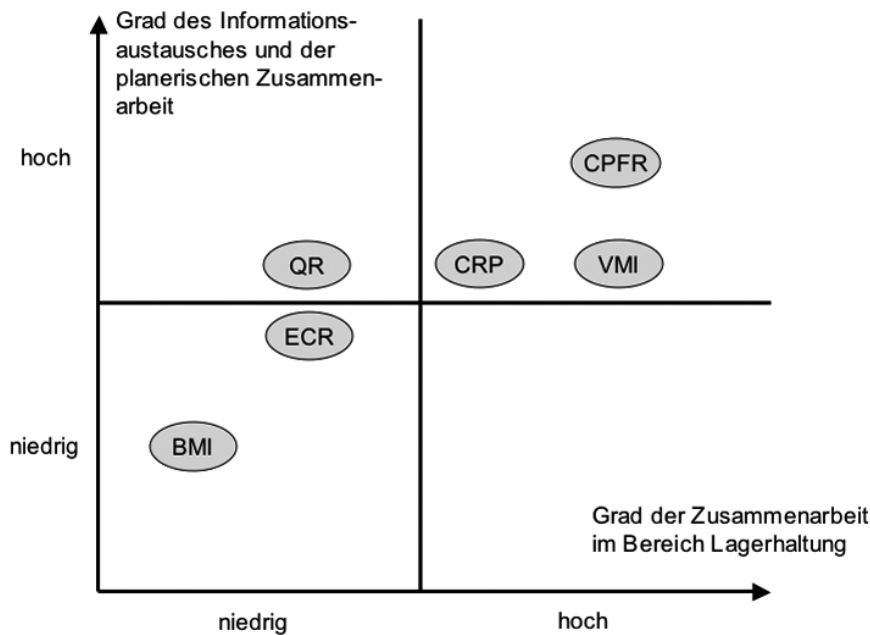 Grad des Informations-
austausches und der
planerischen Zusammen-
arbeit
hoch
CPFR
QR
CRP
VMI
ECR
niedrig
BMI
Grad der Zusammenarbeit
im Bereich Lagerhaltung
niedrig
hoch